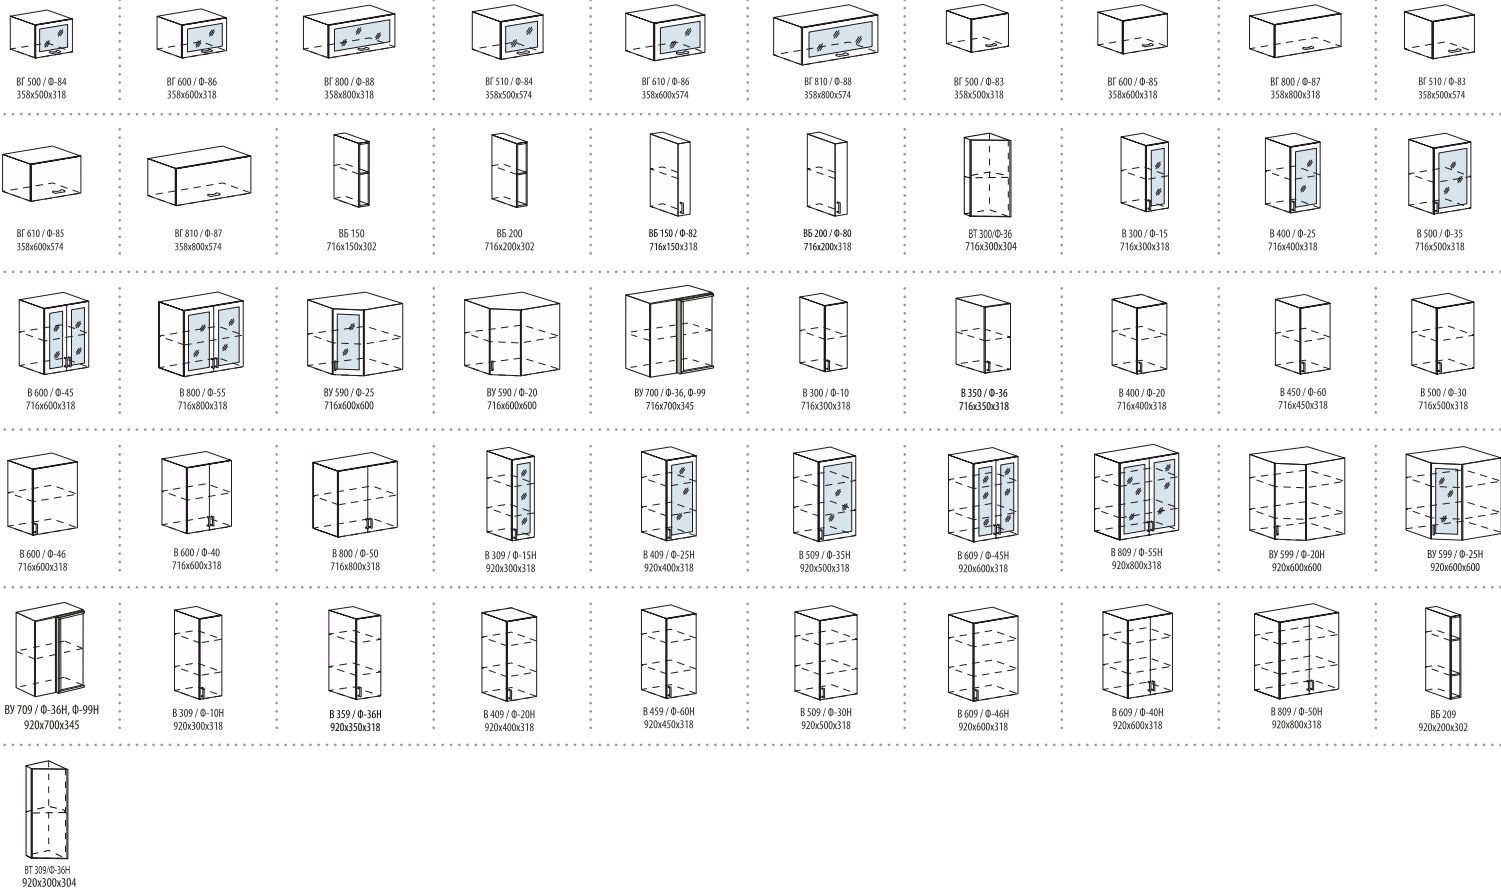 ВГ 500 / Ф-84
358х500х318
ВГ 600 / Ф-86
358х600х318
ВГ 800 / Ф-88
358х800х318
ВГ 510 / Ф-84
358х500х574
ВГ 610 / Ф-86
358х600х574
ВГ 810 / Ф-88
358х800х574
ВГ 500 / Ф-83
358х500х318
ВГ 600 / Ф-85
358х600х318
ВГ 800 / Ф-87
358х800х318
ВГ 510 / Ф-83
358х500х574
ВГ 610 / Ф-85
358х600х574
ВГ 810 / Ф-87
358х800х574
ВБ 150
716х150х302
ВБ 200
716х200х302
ВБ 150 / Ф-82
716х150х318
ВБ 200 / Ф-80
716х200х318
ВТ 300/Ф-36
716х300х304
В 300 / Ф-15
716х300х318
В 400 / Ф-25
716х400х318
В 500 / Ф-35
716х500х318
В 600 / Ф-45
716х600х318
В 800 / Ф-55
716х800х318
ВУ 590 / Ф-25
716х600х600
ВУ 590 / Ф-20
716х600х600
ВУ 700 / Ф-36, Ф-99
716х700х345
В 300 / Ф-10
716х300х318
В 350 / Ф-36
716х350х318
В 400 / Ф-20
716х400х318
В 450 / Ф-60
716х450х318
В 500 / Ф-30
716х500х318
В 600 / Ф-46
716х600х318
В 600 / Ф-40
716х600х318
В 800 / Ф-50
716х800х318
В 309 / Ф-15Н
920х300х318
В 409 / Ф-25Н
920х400х318
В 509 / Ф-35Н
920х500х318
В 609 / Ф-45Н
920х600х318
В 809 / Ф-55Н
920х800х318
ВУ 599 / Ф-20Н
920х600х600
ВУ 599 / Ф-25Н
920х600х600
ВУ 709 / Ф-36Н, Ф-99Н
920х700х345
В 309 / Ф-10Н
920х300х318
В 359 / Ф-36Н
920х350х318
В 409 / Ф-20Н
920х400х318
В 459 / Ф-60Н
920х450х318
В 509 / Ф-30Н
920х500х318
В 609 / Ф-46Н
920х600х318
В 609 / Ф-40Н
920х600х318
В 809 / Ф-50Н
920х800х318
ВБ 209
920х200х302
ВТ 309/Ф-36Н
920х300х304